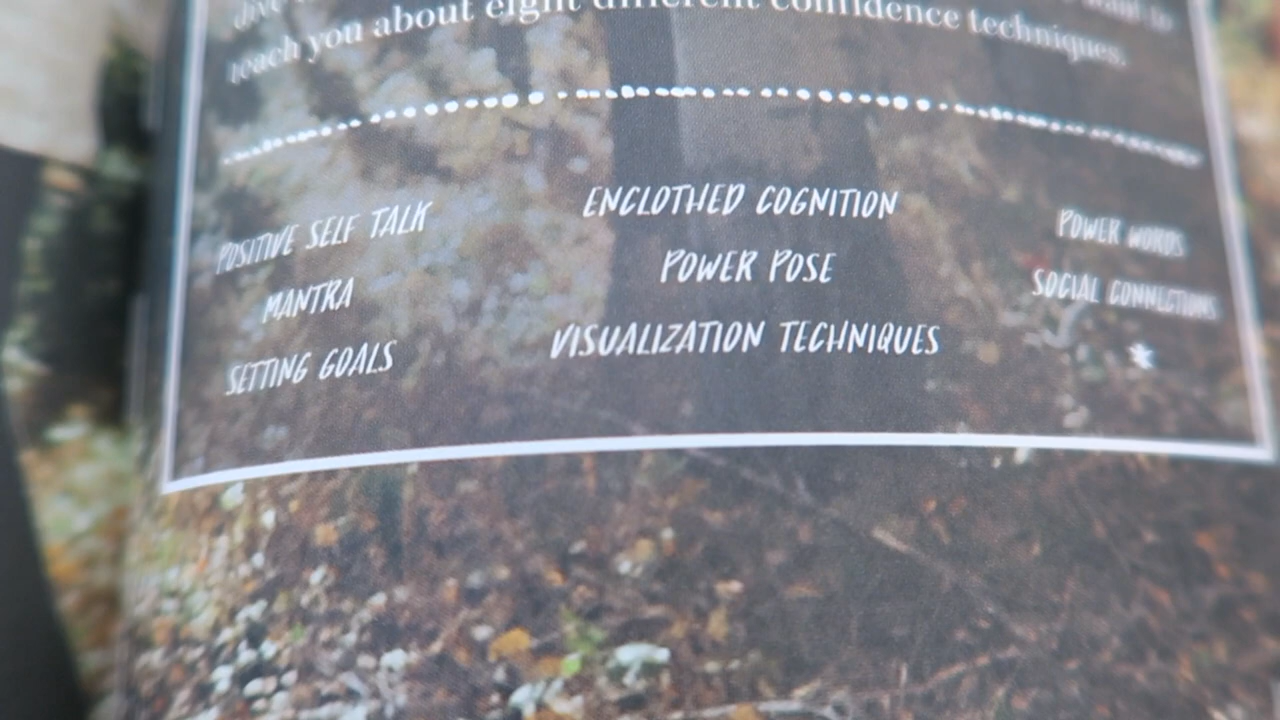 teach you about eight different confidence techniques.
POSITIVE SELF TALK
MANTRA
SETTING GOALS
ENCLOTHED COGNITION
POWER POSE
VISUALIZATION TECHNIQUES
POWER WORDS
SOCIAL CONNECTIONS
*